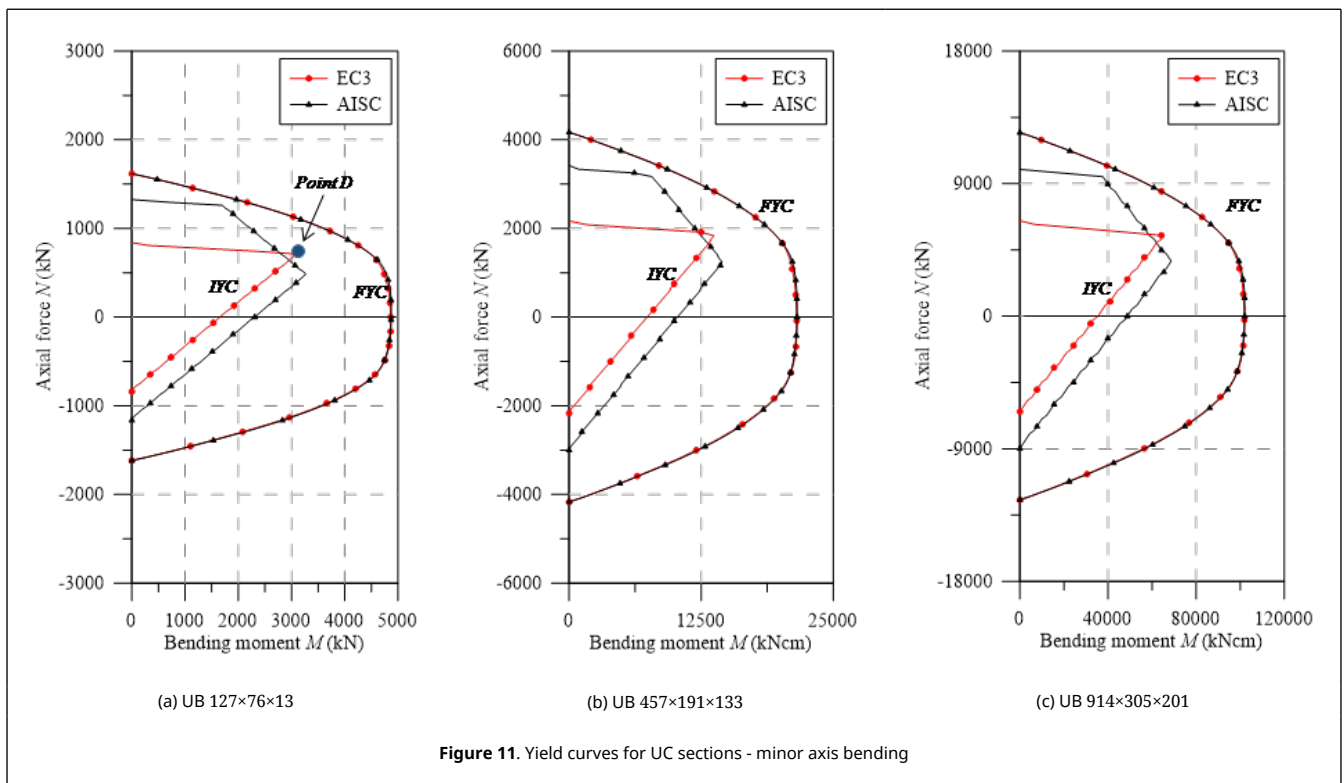 3000
2000
1000
0
-1000
-2000
-3000
Axial force N (kN)
EC3
AISC
Point D
IYC
FYC
0 1000 2000 3000 4000 5000
Bending moment M (kN)
(a) UB 127×76×13
6000
4000
2000
0
-2000
-4000
-6000
Axial force N (kN)
EC3
AISC
FYC
IYC
0 12500 25000
Bending moment M (kNcm)
(b) UB 457×191×133
18000
9000
0
-9000
-18000
Axial force N (kN)
EC3
AISC
FYC
IYC
0 40000 80000 120000
Bending moment M (kNcm)
(c) UB 914×305×201
Figure 11. Yield curves for UC sections - minor axis bending